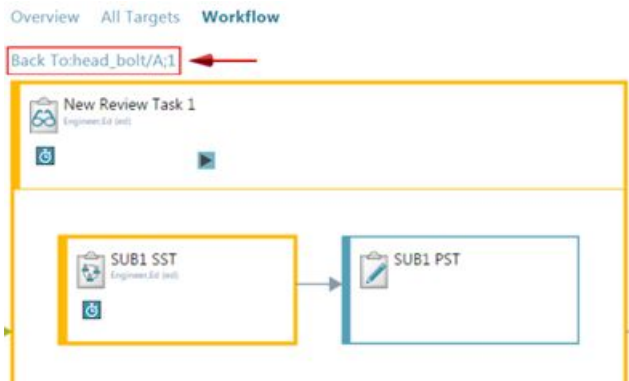 Overview All Targets Workflow
Back To:head_bolt/A;1
New Review Task 1
Engineer,Ed (ed)
SUB1 SST
Engineer,Ed (ed)
SUB1 PST